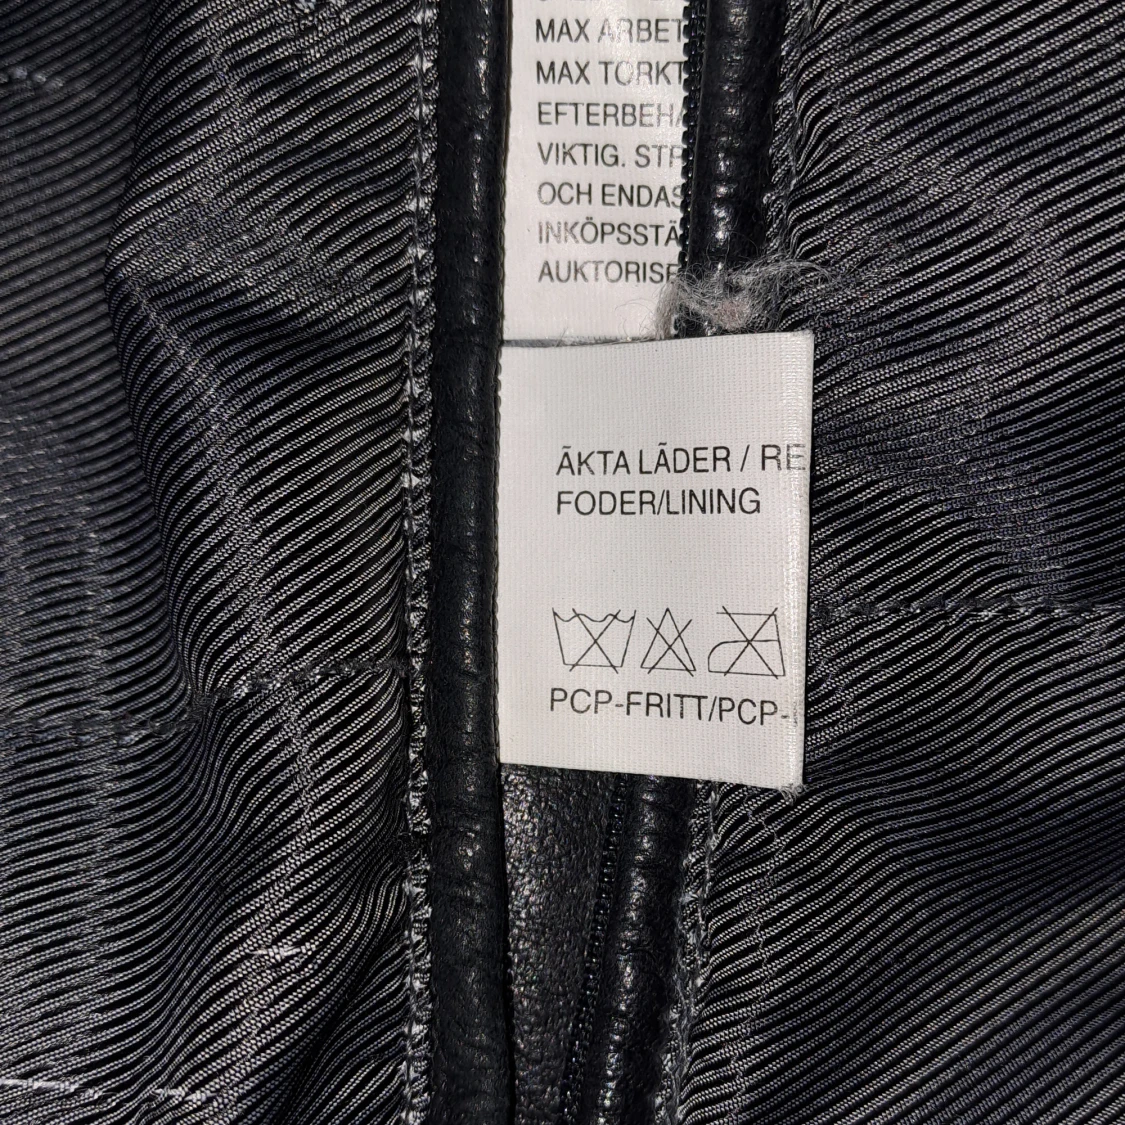 MAX ARBET
MAX TORKT
EFTERBEHA
VIKTIG. STR
OCH ENDAS
INKÖPSSTÄ
AUKTORISE
ÄKTA LÄDER / RE
FODER/LINING
PCP-FRITT/PCP-